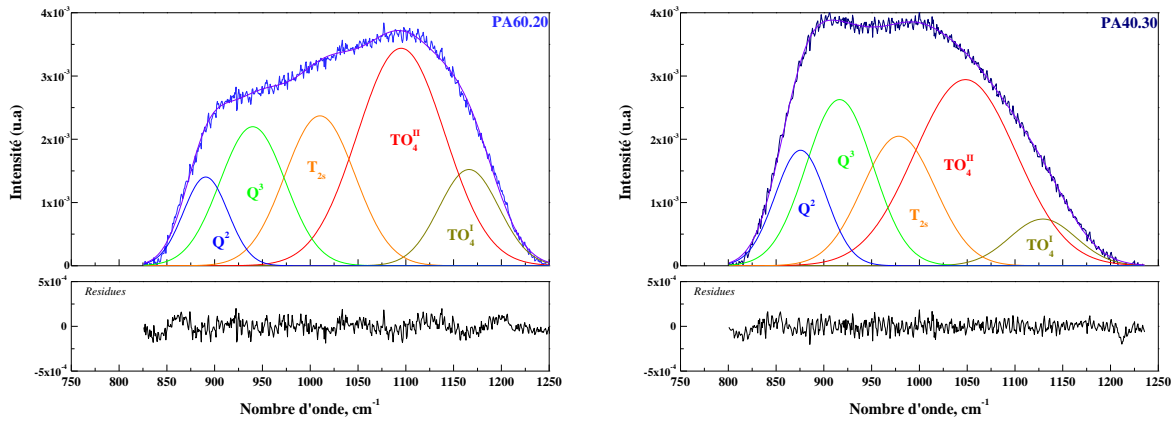 PA60.20
4x10⁻³
3x10⁻³
2x10⁻³
1x10⁻³
0
Intensité (u.a)
Q²
Q³
T₂ₛ
TO₄ᴵᴵ
TO₄ᴵ
Residues
5x10⁻⁴
0
-5x10⁻⁴
750 800 850 900 950 1000 1050 1100 1150 1200 1250
Nombre d'onde, cm⁻¹
PA40.30
4x10⁻³
3x10⁻³
2x10⁻³
1x10⁻³
0
Intensité (u.a)
Q²
Q³
T₂ₛ
TO₄ᴵᴵ
TO₄ᴵ
Residues
5x10⁻⁴
0
-5x10⁻⁴
750 800 850 900 950 1000 1050 1100 1150 1200 1250
Nombre d'onde, cm⁻¹